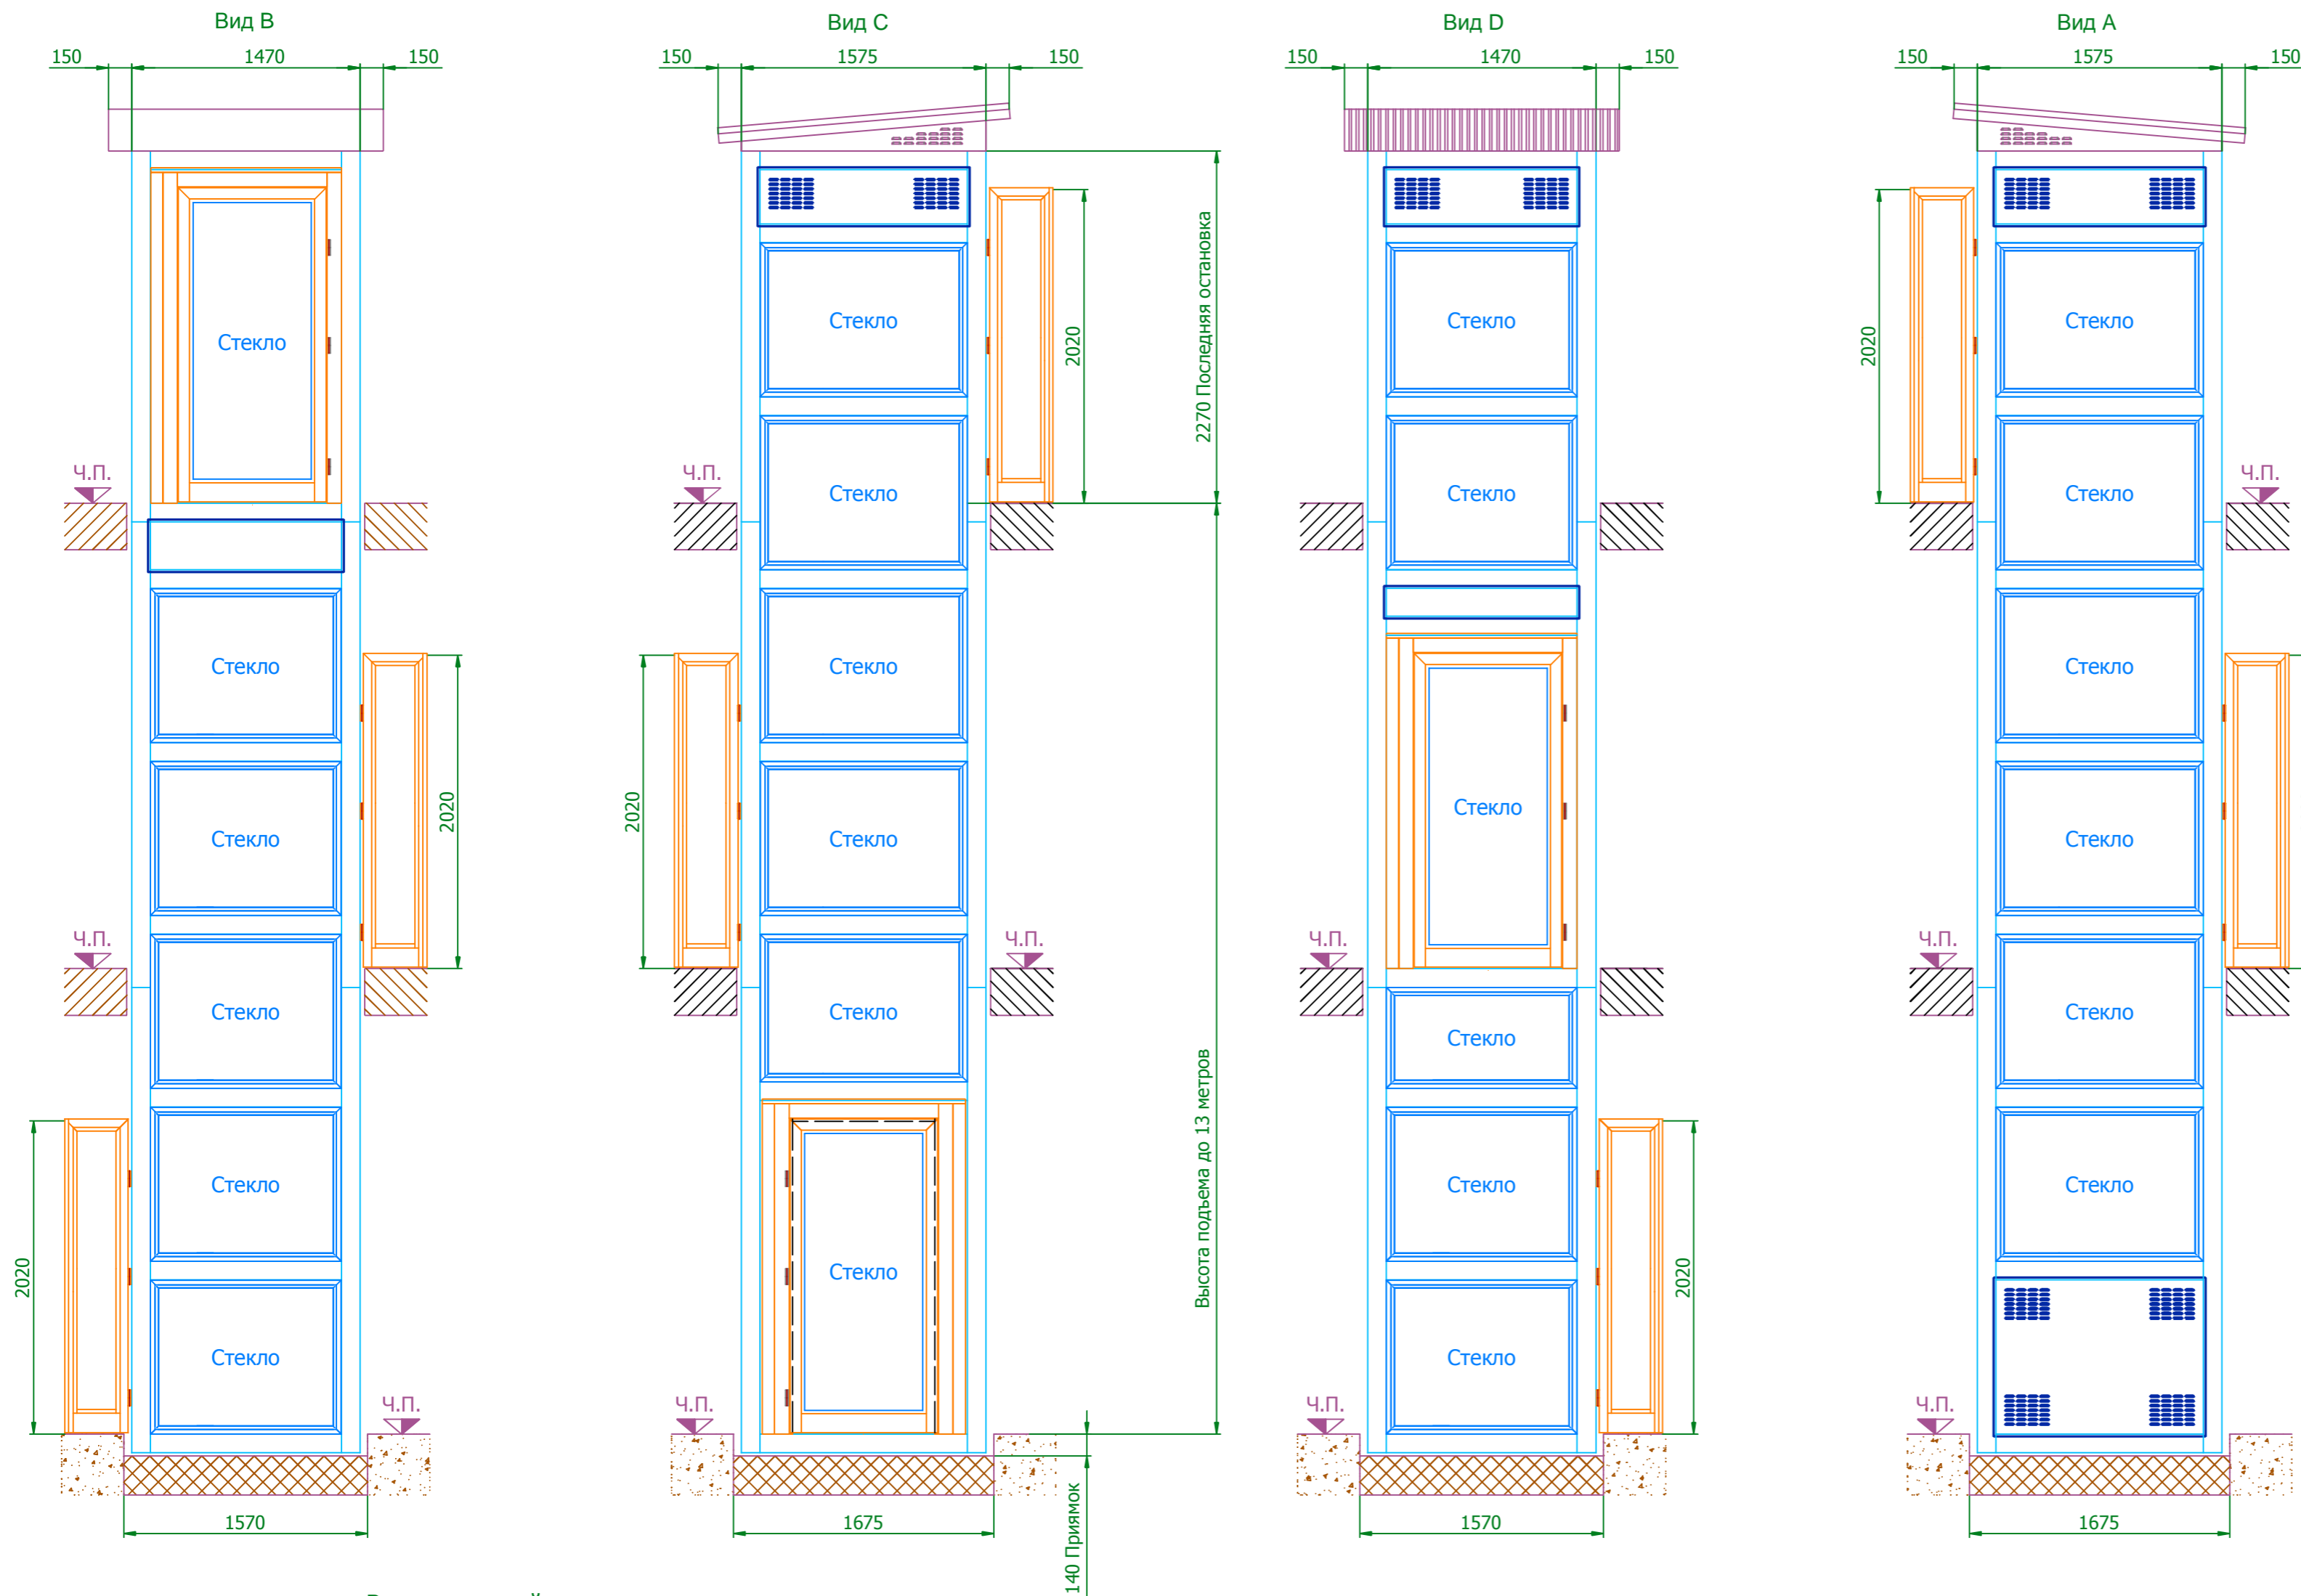 Вид B
150
1470
150
Стекло
Ч.П.
Стекло
Стекло
2020
Ч.П.
Стекло
Стекло
2020
Стекло
Ч.П.
1570
Вид C
150
1575
150
Стекло
2020
2270 Последняя остановка
Ч.П.
Стекло
Стекло
2020
Стекло
Ч.П.
Стекло
Высота подъема до 13 метров
Стекло
Ч.П.
1675
140 Приямок
Вид D
150
1470
150
Стекло
Стекло
Стекло
Ч.П.
Стекло
Стекло
2020
Стекло
Ч.П.
1570
Вид A
150
1575
150
Стекло
2020
Ч.П.
Стекло
Стекло
Стекло
Ч.П.
Стекло
Стекло
Ч.П.
1675